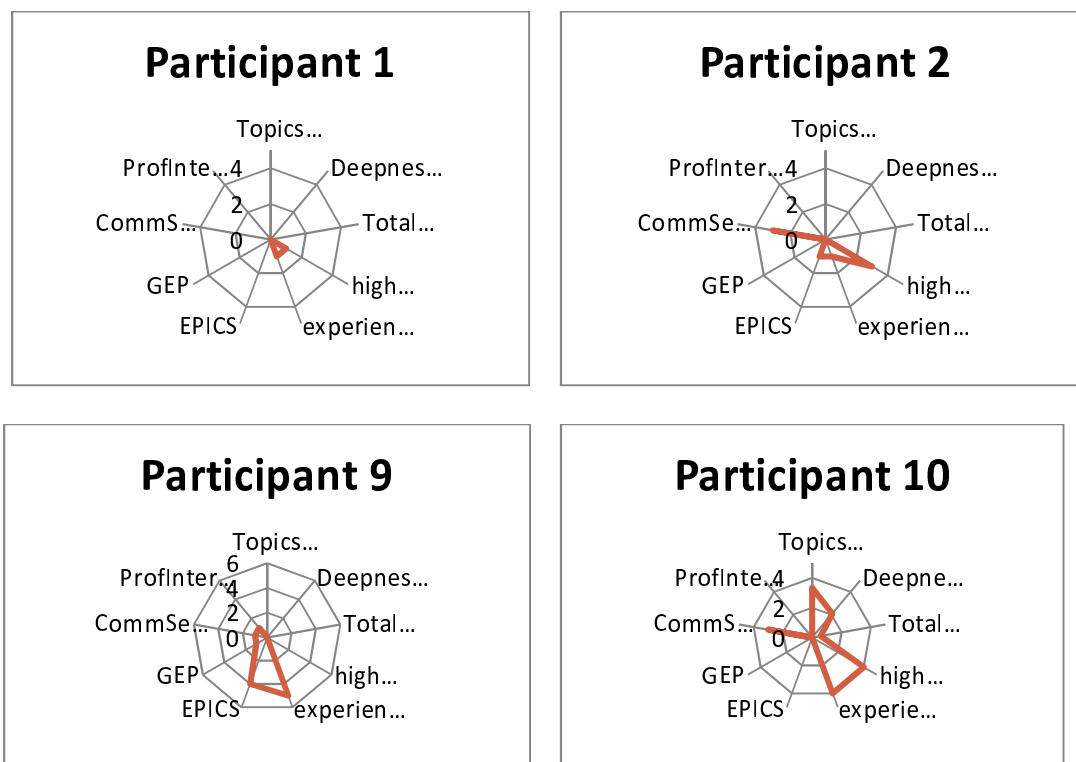 Participant 1
Topics...
ProfInte...
4
Deepnes...
CommS...
2
Total...
0
GEP
high...
EPICS
experien...
Participant 2
Topics...
ProfInter...
4
Deepnes...
CommSe...
2
Total...
0
GEP
high...
EPICS
experien...
Participant 9
Topics...
6
ProfInter...
4
Deepnes...
CommSe...
2
Total...
0
GEP
high...
EPICS
experien...
Participant 10
Topics...
ProfInte...
4
Deepne...
CommS...
2
Total...
0
GEP
high...
EPICS
experie...